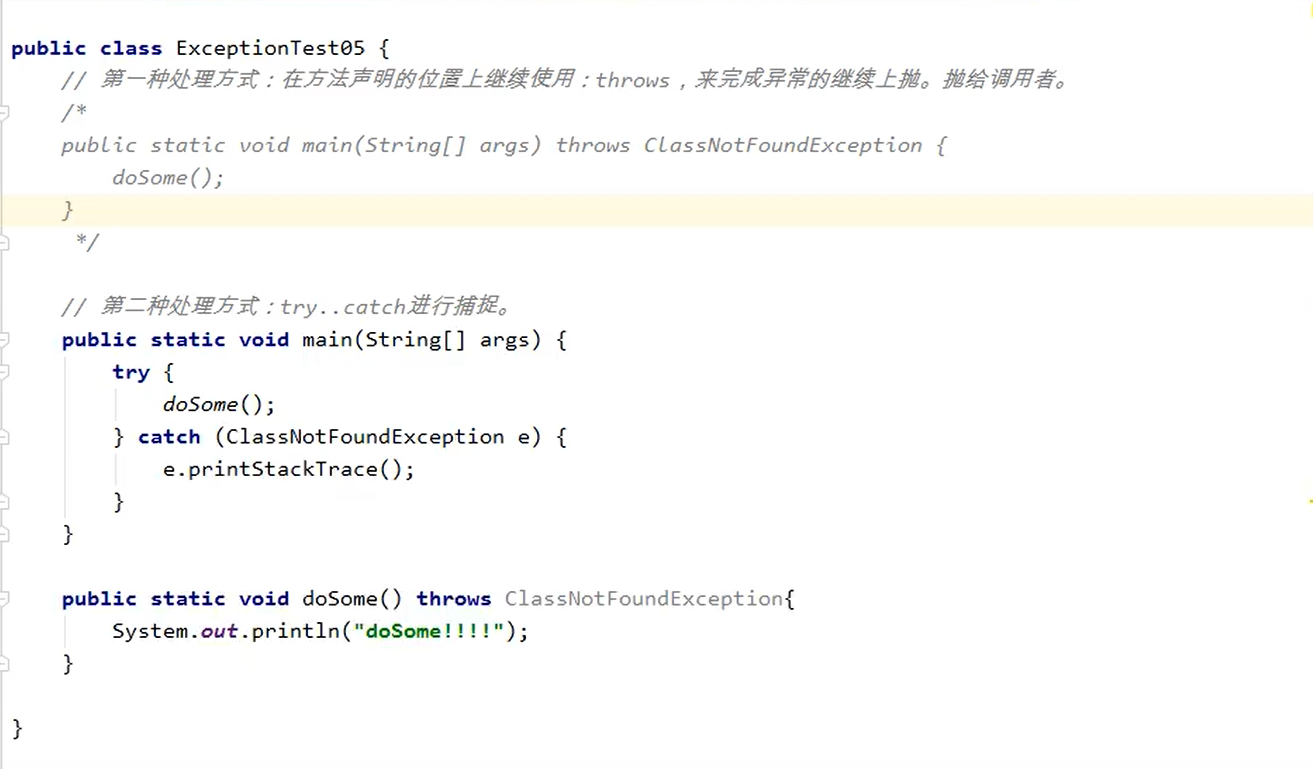 public class ExceptionTest05 {
// 第一种处理方式：在方法声明的位置上继续使用：throws，来完成异常的继续上抛。抛给调用者。
/*
public static void main(String[] args) throws ClassNotFoundException {
doSome();
}
*/
// 第二种处理方式：try..catch进行捕捉。
public static void main(String[] args) {
try {
doSome();
} catch (ClassNotFoundException e) {
e.printStackTrace();
}
}
public static void doSome() throws ClassNotFoundException{
System.out.println("doSome!!!!");
}
}